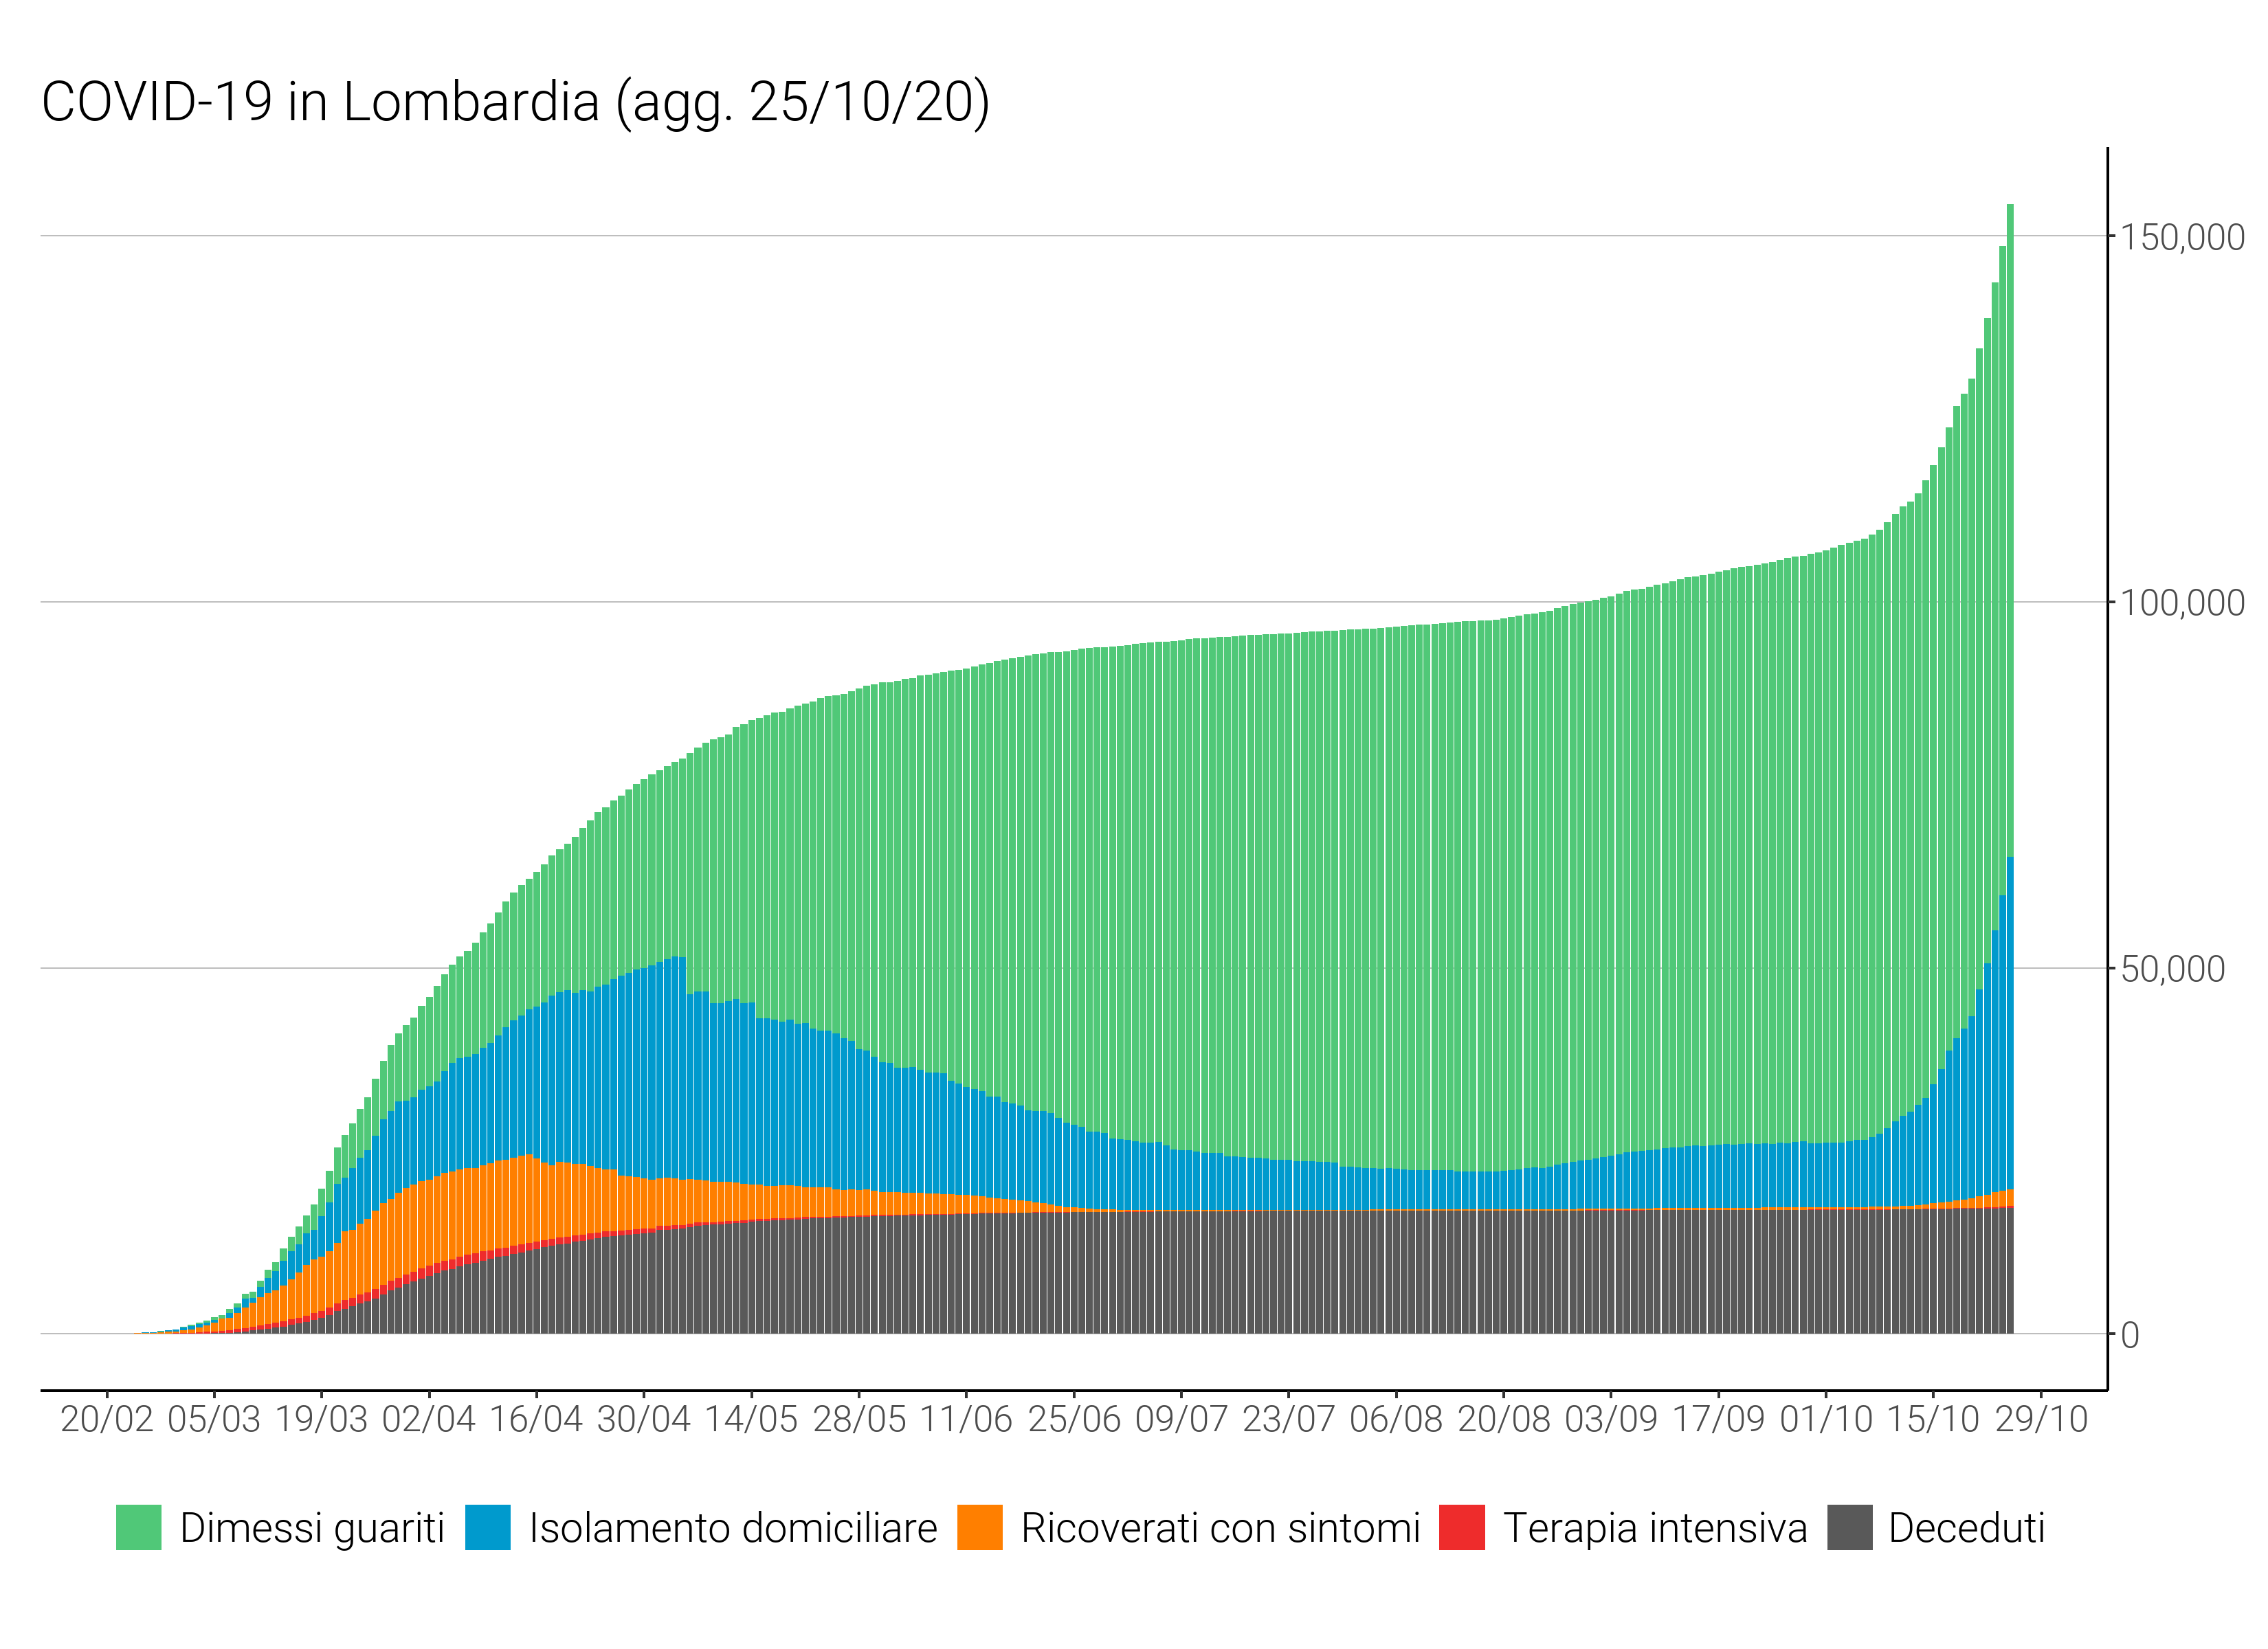 COVID-19 in Lombardia (agg. 25/10/20)
150,000
100,000
50,000
0
20/02 05/03 19/03 02/04 16/04 30/04 14/05 28/05 11/06 25/06 09/07 23/07 06/08 20/08 03/09 17/09 01/10 15/10 29/10
Dimessi guariti Isolamento domiciliare Ricoverati con sintomi Terapia intensiva Deceduti